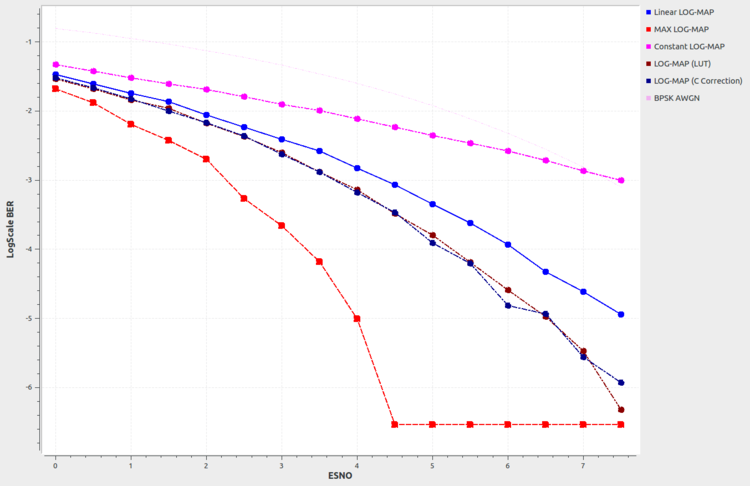 Linear LOG-MAP
MAX LOG-MAP
Constant LOG-MAP
LOG-MAP (LUT)
LOG-MAP (C Correction)
BPSK AWGN
LogScale BER
-1
-2
-3
-4
-5
-6
0
1
2
3
4
5
6
7
ESNO